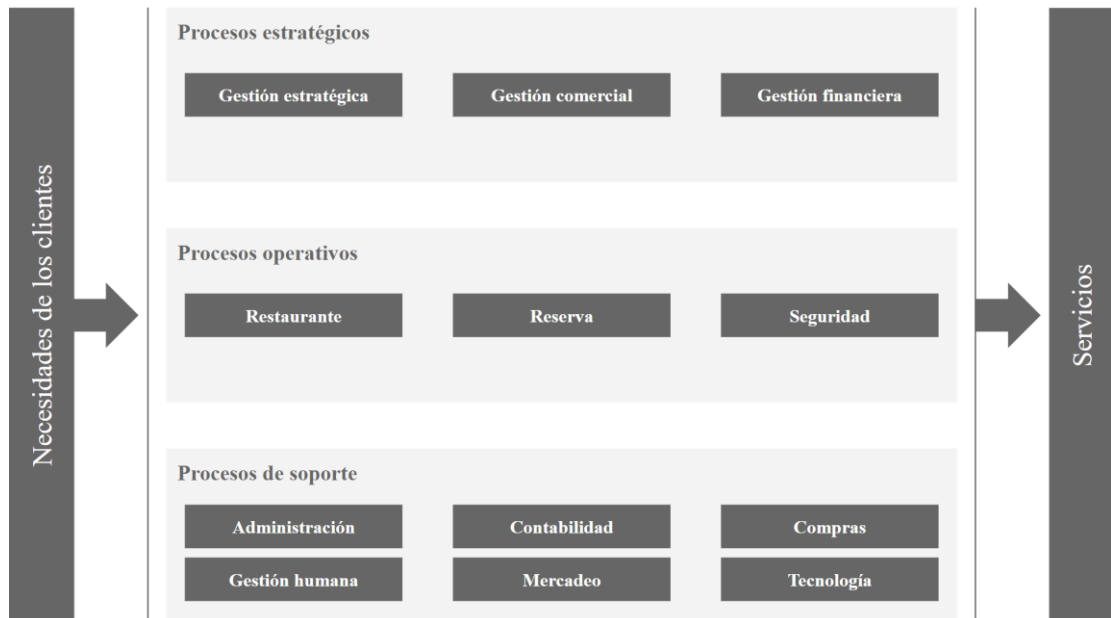 Necesidades de los clientes
Procesos estratégicos
Gestión estratégica
Gestión comercial
Gestión financiera
Procesos operativos
Restaurante
Reserva
Seguridad
Procesos de soporte
Administración
Contabilidad
Compras
Gestión humana
Mercadeo
Tecnología
Servicios